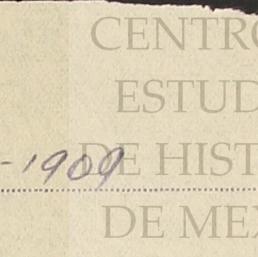 CENTRO
ESTUD
-1909
DE HIST
DE MEX